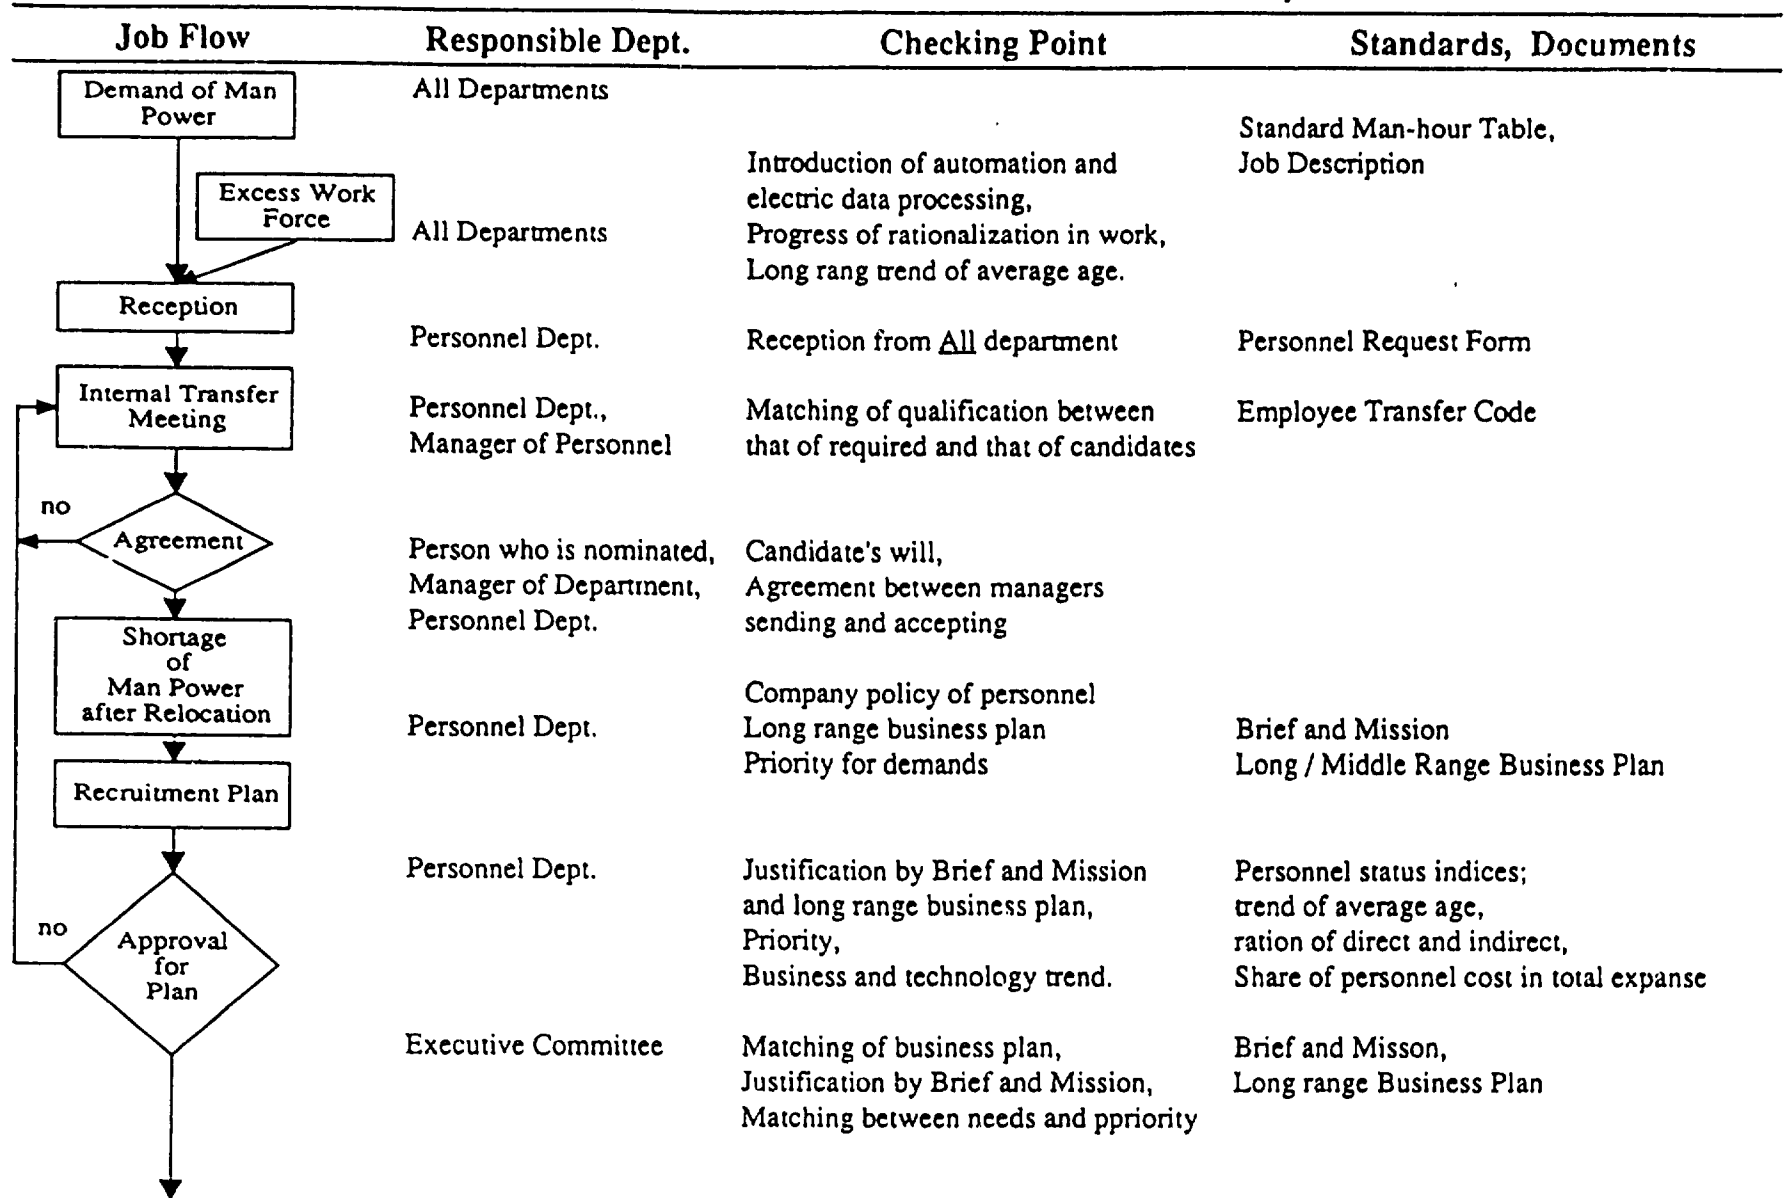 Job Flow Responsible Dept. Checking Point Standards, Documents
Demand of Man
Power
All Departments
Standard Man-hour Table,
Job Description
Introduction of automation and
electric data processing,
Excess Work
Force
All Departments
Progress of rationalization in work,
Long rang trend of average age.
Reception
Personnel Dept.
Reception from All department
Personnel Request Form
Internal Transfer
Meeting
Personnel Dept.,
Manager of Personnel
Matching of qualification between
that of required and that of candidates
Employee Transfer Code
no
Agreement
Person who is nominated,
Manager of Department,
Personnel Dept.
Candidate's will,
Agreement between managers
sending and accepting
Shortage
of
Man Power
after Relocation
Personnel Dept.
Company policy of personnel
Long range business plan
Priority for demands
Brief and Mission
Long / Middle Range Business Plan
Recruitment Plan
Personnel Dept.
Justification by Brief and Mission
and long range business plan,
Priority,
Business and technology trend.
Personnel status indices;
trend of average age,
ration of direct and indirect,
Share of personnel cost in total expanse
no
Approval
for
Plan
Executive Committee
Matching of business plan,
Justification by Brief and Mission,
Matching between needs and ppriority
Brief and Misson,
Long range Business Plan